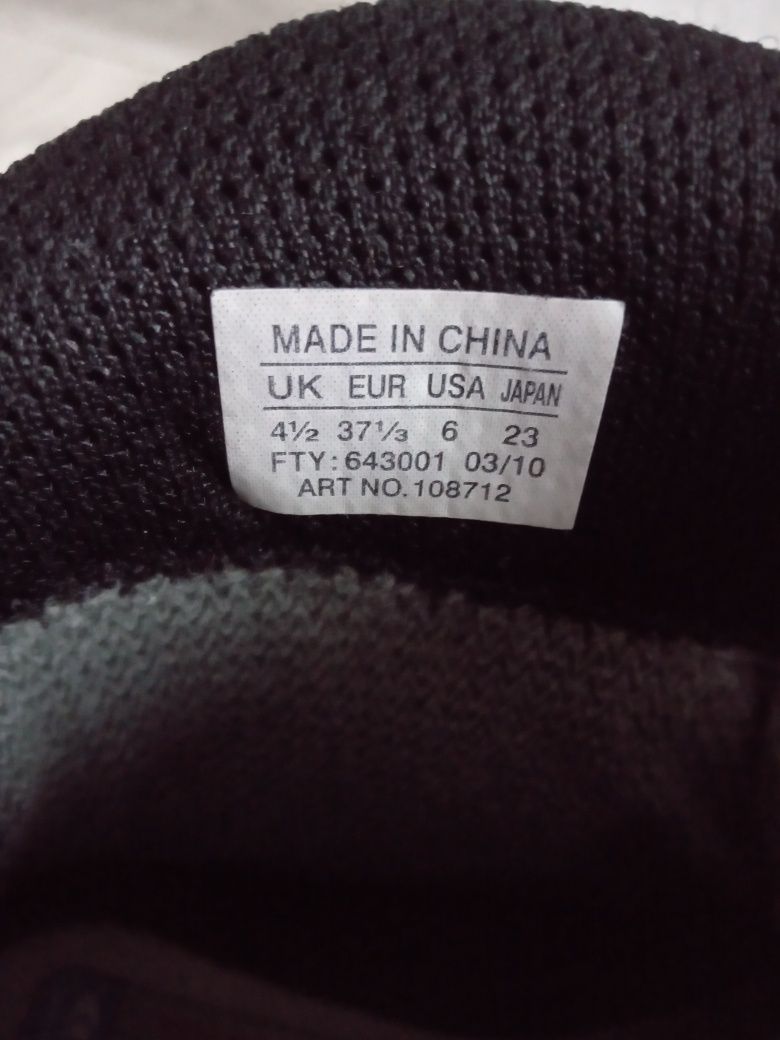 MADE IN CHINA
UK EUR USA JAPAN
4½ 37⅓ 6 23
FTY: 643001 03/10
ART NO. 108712